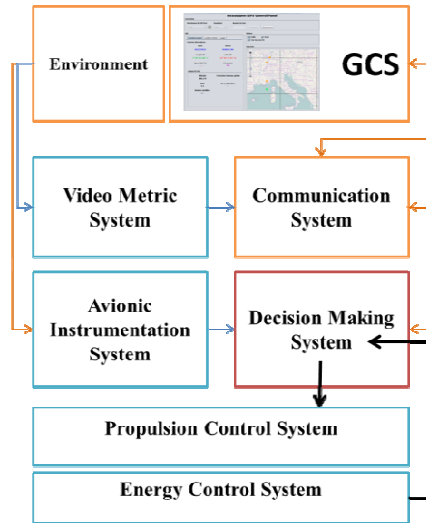 Environment
GCS
Video Metric
System
Communication
System
Avionic
Instrumentation
System
Decision Making
System
Propulsion Control System
Energy Control System